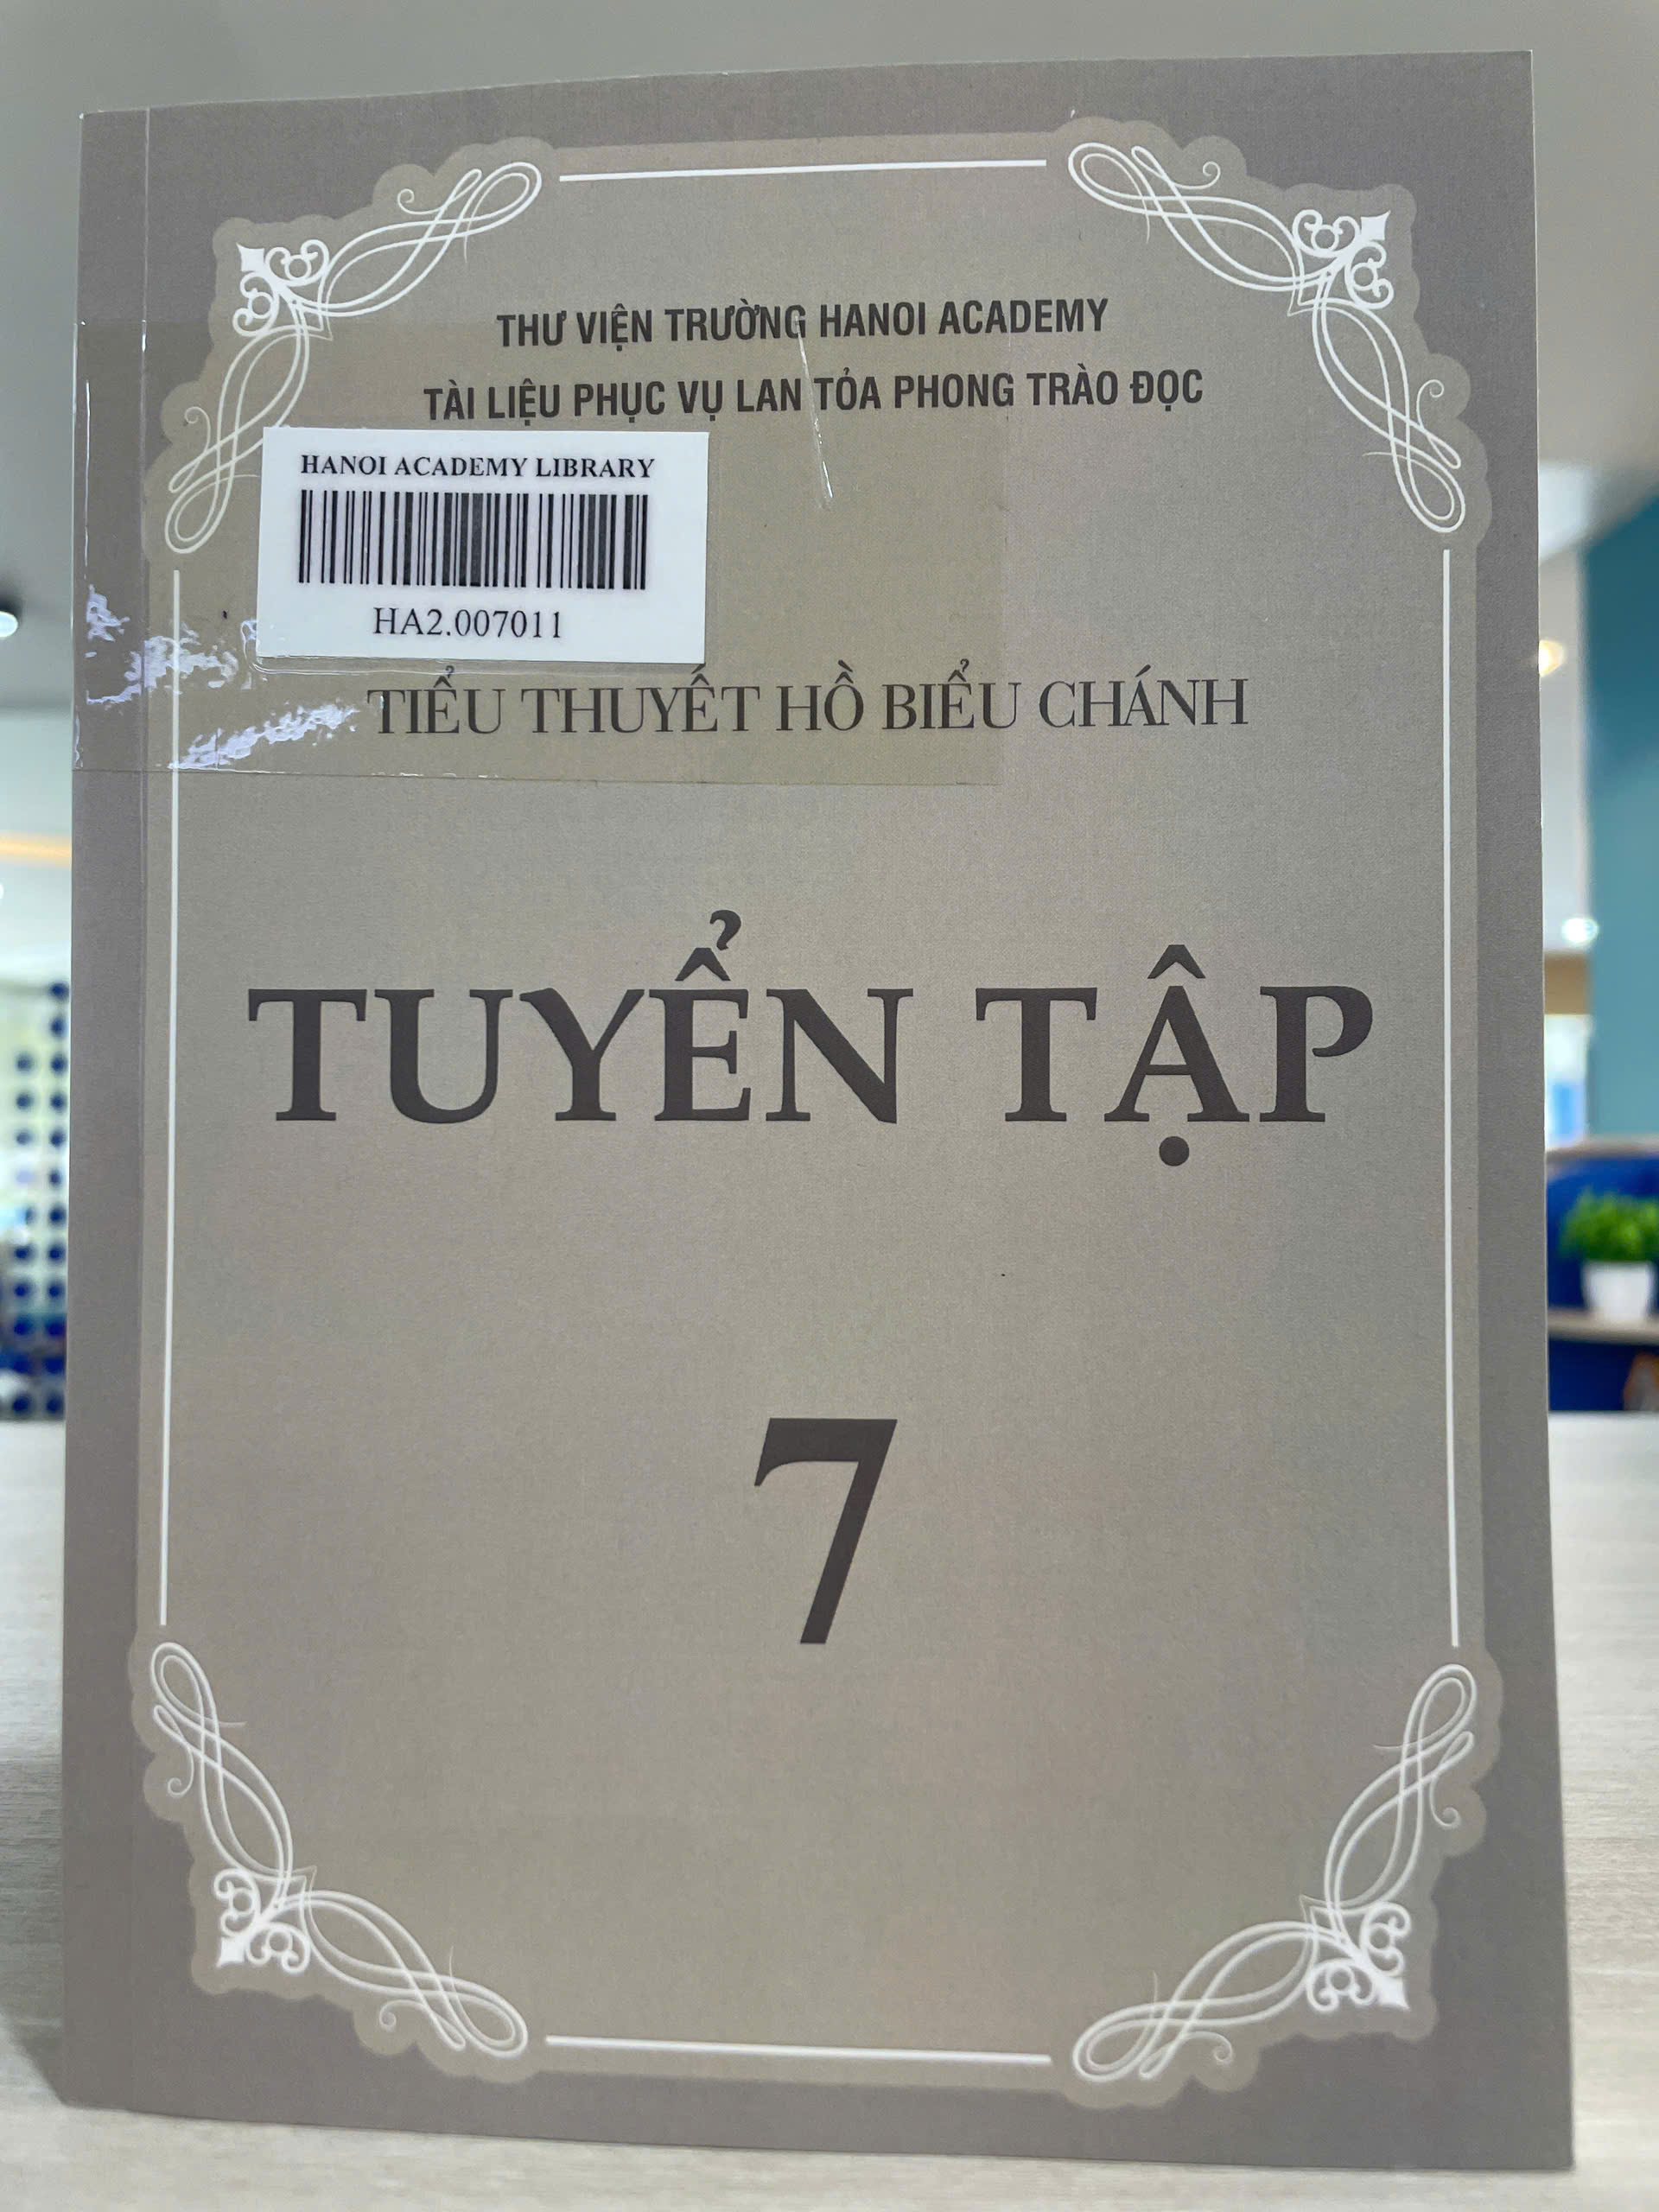 THƯ VIỆN TRƯỜNG HANOI ACADEMY
TÀI LIỆU PHỤC VỤ LAN TỎA PHONG TRÀO ĐỌC
HANOI ACADEMY LIBRARY
HA2.007011
TIỂU THUYẾT HỒ BIỂU CHÁNH
TUYỂN TẬP
7